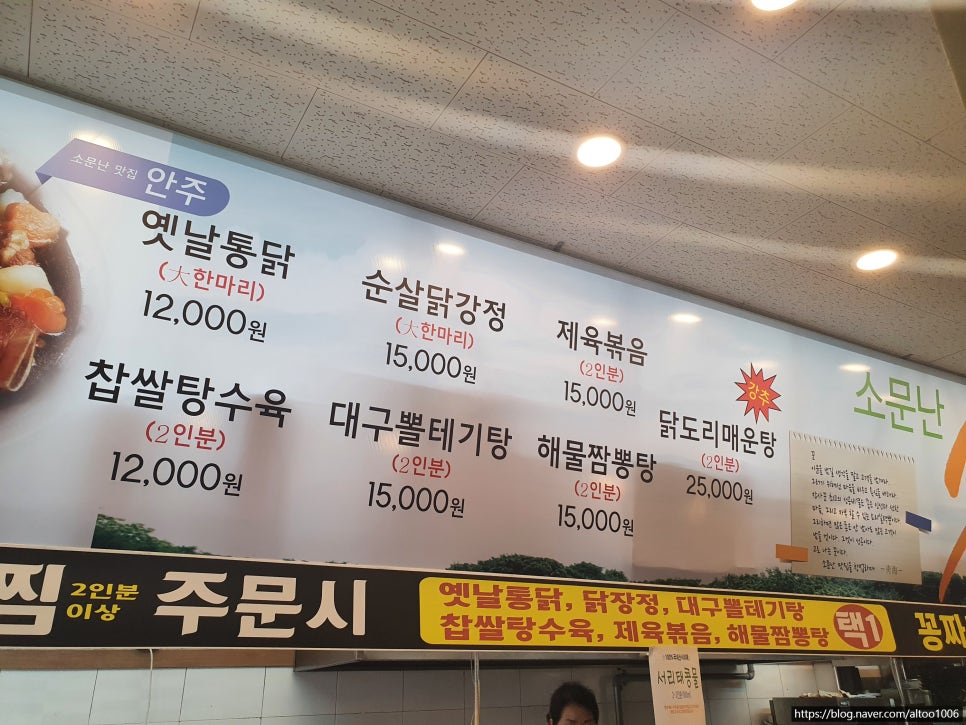 소문난 맛집 안주
옛날통닭
(大 한마리)
12,000원
순살닭강정
(大 한마리)
15,000원
제육볶음
(2인분)
15,000원
찹쌀탕수육
(2인분)
12,000원
대구뽈테기탕
(2인분)
15,000원
해물짬뽕탕
(2인분)
15,000원
강추
닭도리매운탕
(2인분)
25,000원
소문난
찜 2인분 이상 주문시
옛날통닭, 닭장정, 대구뽈테기탕
찹쌀탕수육, 제육볶음, 해물짬뽕탕
택1
꽁짜
서리태콩물
https://blog.naver.com/altoo1006